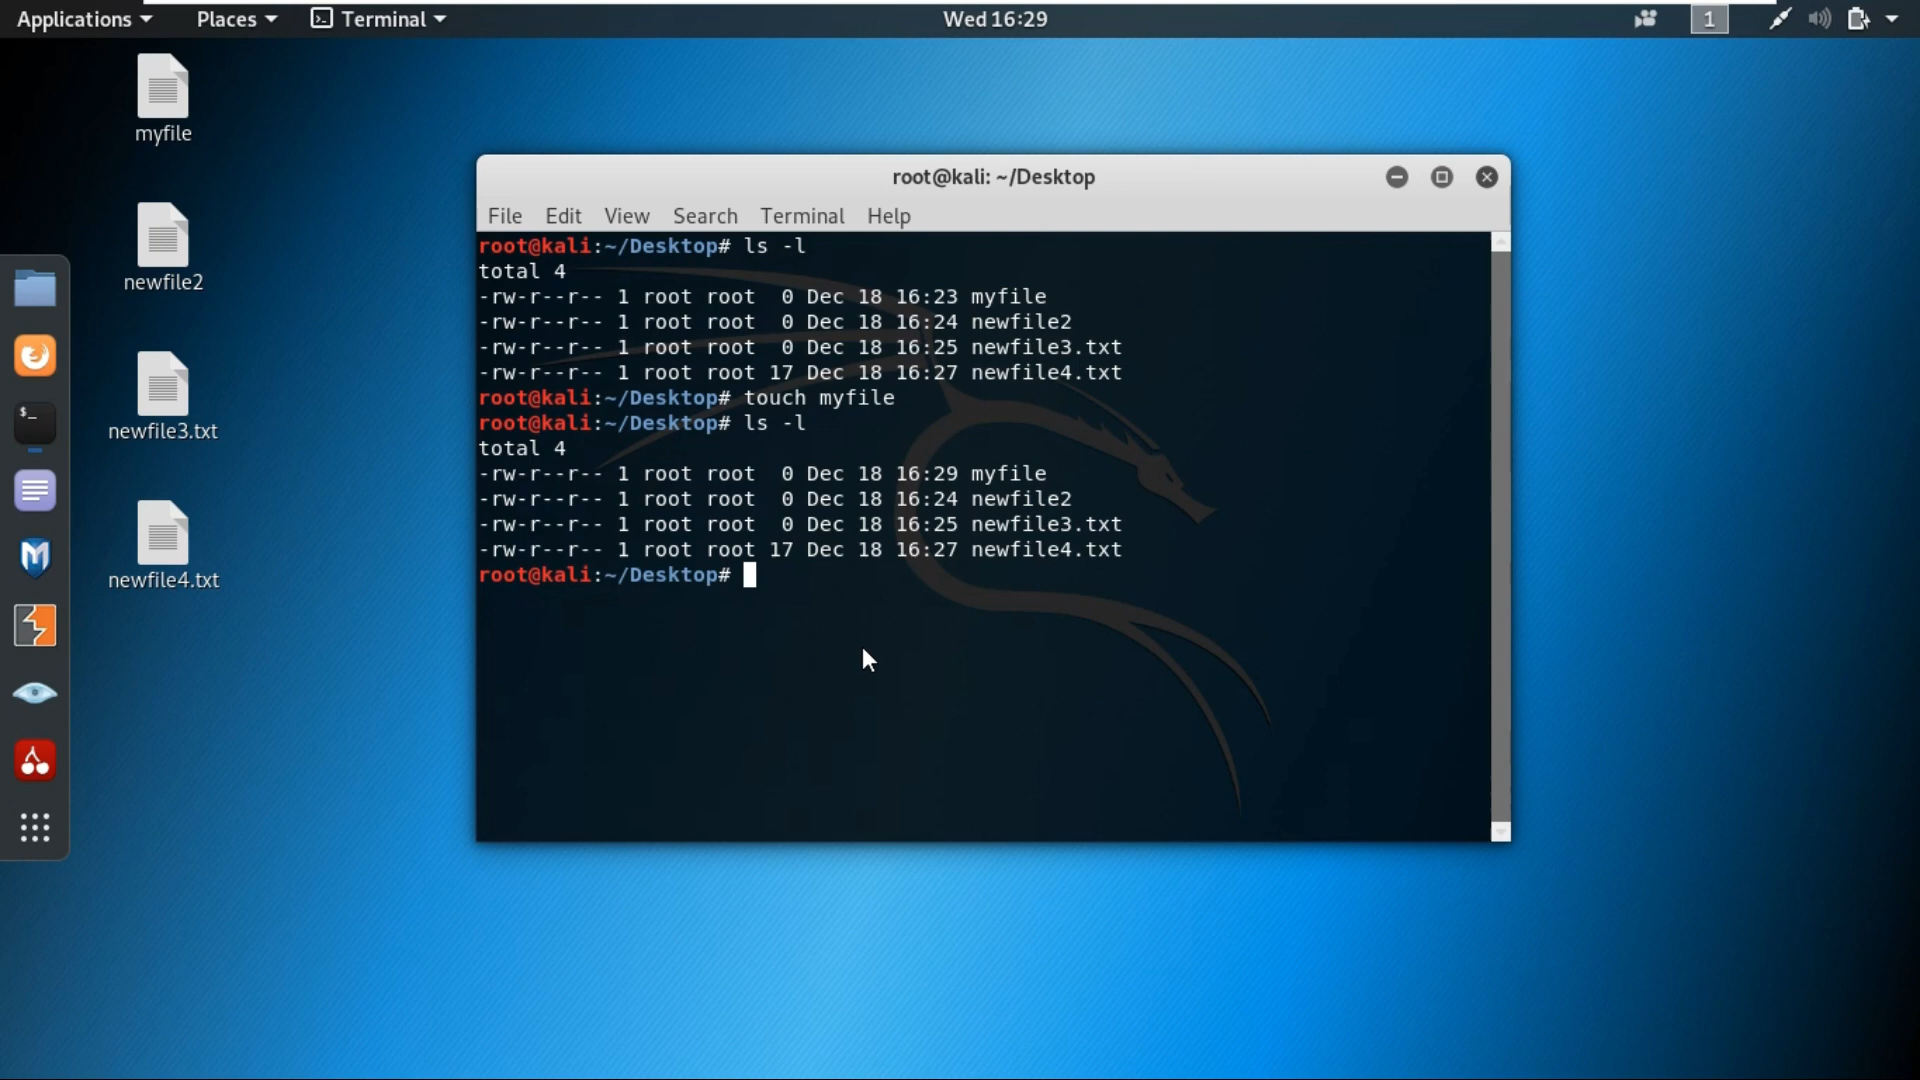 Applications Places Terminal Wed 16:29 1
myfile
newfile2
newfile3.txt
newfile4.txt
root@kali: ~/Desktop
File Edit View Search Terminal Help
root@kali:~/Desktop# ls -l
total 4
-rw-r--r-- 1 root root  0 Dec 18 16:23 myfile
-rw-r--r-- 1 root root  0 Dec 18 16:24 newfile2
-rw-r--r-- 1 root root  0 Dec 18 16:25 newfile3.txt
-rw-r--r-- 1 root root 17 Dec 18 16:27 newfile4.txt
root@kali:~/Desktop# touch myfile
root@kali:~/Desktop# ls -l
total 4
-rw-r--r-- 1 root root  0 Dec 18 16:29 myfile
-rw-r--r-- 1 root root  0 Dec 18 16:24 newfile2
-rw-r--r-- 1 root root  0 Dec 18 16:25 newfile3.txt
-rw-r--r-- 1 root root 17 Dec 18 16:27 newfile4.txt
root@kali:~/Desktop#
$_